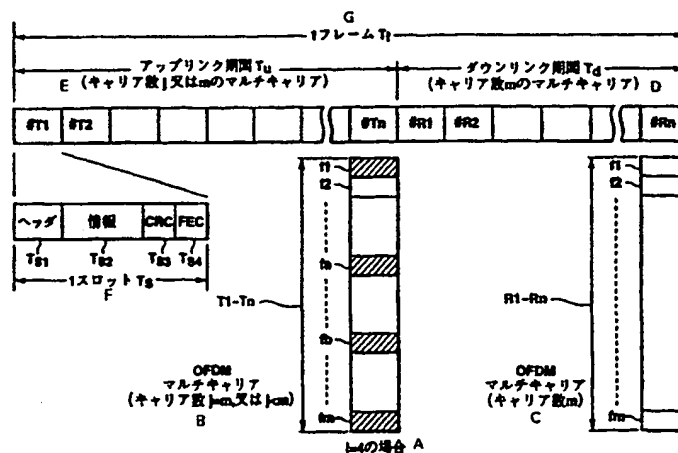 G
1フレーム Tf
アップリンク期間 Tu
E (キャリア数 j 又はmのマルチキャリア)
ダウンリンク期間 Td
(キャリア数mのマルチキャリア) D
#T1 #T2 #Tn #R1 #R2 #Rn
ヘッダ 情報 CRC FEC
TS1 TS2 TS3 TS4
1スロット TS
F
f1
f2
fa
fb
fm
T1-Tn
OFDM
マルチキャリア
(キャリア数 j=m,又は j<m)
B
j=4の場合 A
f1
f2
fm
R1-Rn
OFDM
マルチキャリア
(キャリア数m)
C